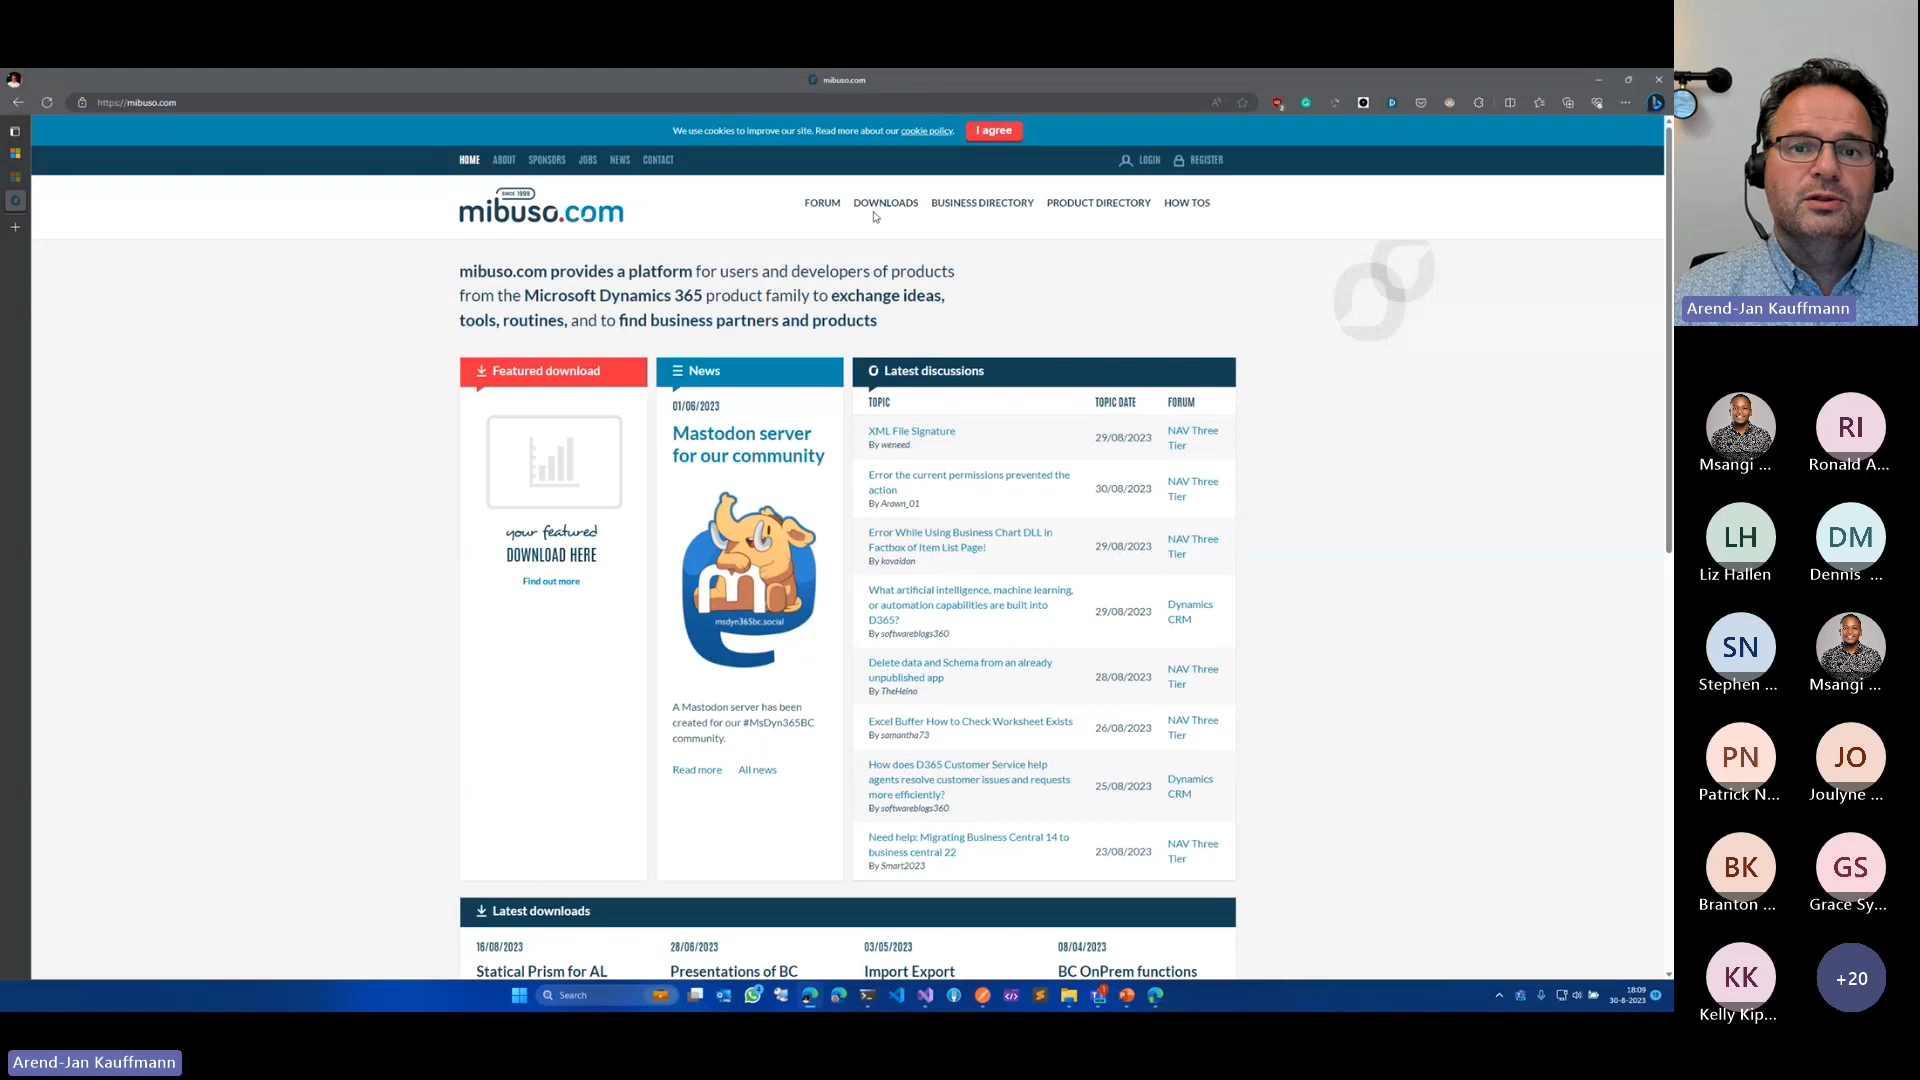 mibuso.com
https://mibuso.com
We use cookies to improve our site. Read more about our cookie policy. I agree
HOME ABOUT SPONSORS JOBS NEWS CONTACT LOGIN REGISTER
SINCE 1999
mibuso.com
FORUM DOWNLOADS BUSINESS DIRECTORY PRODUCT DIRECTORY HOW TOS
mibuso.com provides a platform for users and developers of products
from the Microsoft Dynamics 365 product family to exchange ideas,
tools, routines, and to find business partners and products
Featured download
your featured
DOWNLOAD HERE
Find out more
News
01/06/2023
Mastodon server
for our community
m
msdyn365bc.social
A Mastodon server has been
created for our #MsDyn365BC
community.
Read more All news
Latest discussions
TOPIC TOPIC DATE FORUM
XML File Signature
By weneed
29/08/2023
NAV Three
Tier
Error the current permissions prevented the
action
By Arawn_01
30/08/2023
NAV Three
Tier
Error While Using Business Chart DLL in
Factbox of Item List Page!
By kavaidon
29/08/2023
NAV Three
Tier
What artificial intelligence, machine learning,
or automation capabilities are built into
D365?
By softwareblogs360
29/08/2023
Dynamics
CRM
Delete data and Schema from an already
unpublished app
By TheHeino
28/08/2023
NAV Three
Tier
Excel Buffer How to Check Worksheet Exists
By samantha73
26/08/2023
NAV Three
Tier
How does D365 Customer Service help
agents resolve customer issues and requests
more efficiently?
By softwareblogs360
25/08/2023
Dynamics
CRM
Need help: Migrating Business Central 14 to
business central 22
By Smart2023
23/08/2023
NAV Three
Tier
Latest downloads
16/08/2023
Statical Prism for AL
28/06/2023
Presentations of BC
03/05/2023
Import Export
08/04/2023
BC OnPrem functions
Search
18:09
30-8-2023
Arend-Jan Kauffmann
Arend-Jan Kauffmann
Msangi ...
RI
Ronald A...
LH
Liz Hallen
DM
Dennis ...
SN
Stephen ...
Msangi ...
PN
Patrick N...
JO
Joulyne ...
BK
Branton ...
GS
Grace Sy...
KK
Kelly Kip...
+20